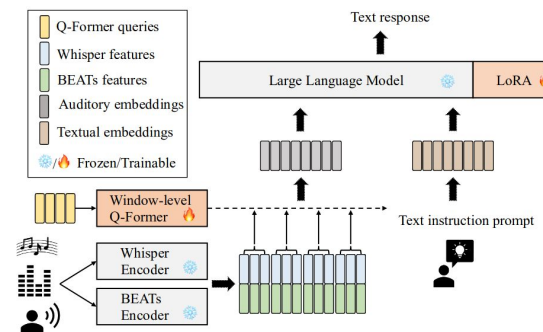 Q-Former queries
Whisper features
BEATs features
Auditory embeddings
Textual embeddings
/ Frozen/Trainable
Text response
Large Language Model
LoRA
Window-level
Q-Former
Whisper
Encoder
BEATs
Encoder
Text instruction prompt